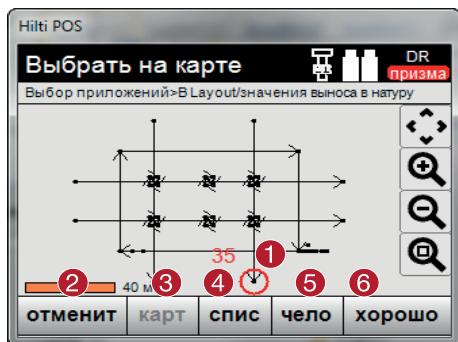 Hilti POS
Выбрать на карте
DR
призма
Выбор приложений>B Layout/значения выноса в натуру
35
1
2
40 м
3
4
5
6
отменит
карт
спис
чело
хорошо